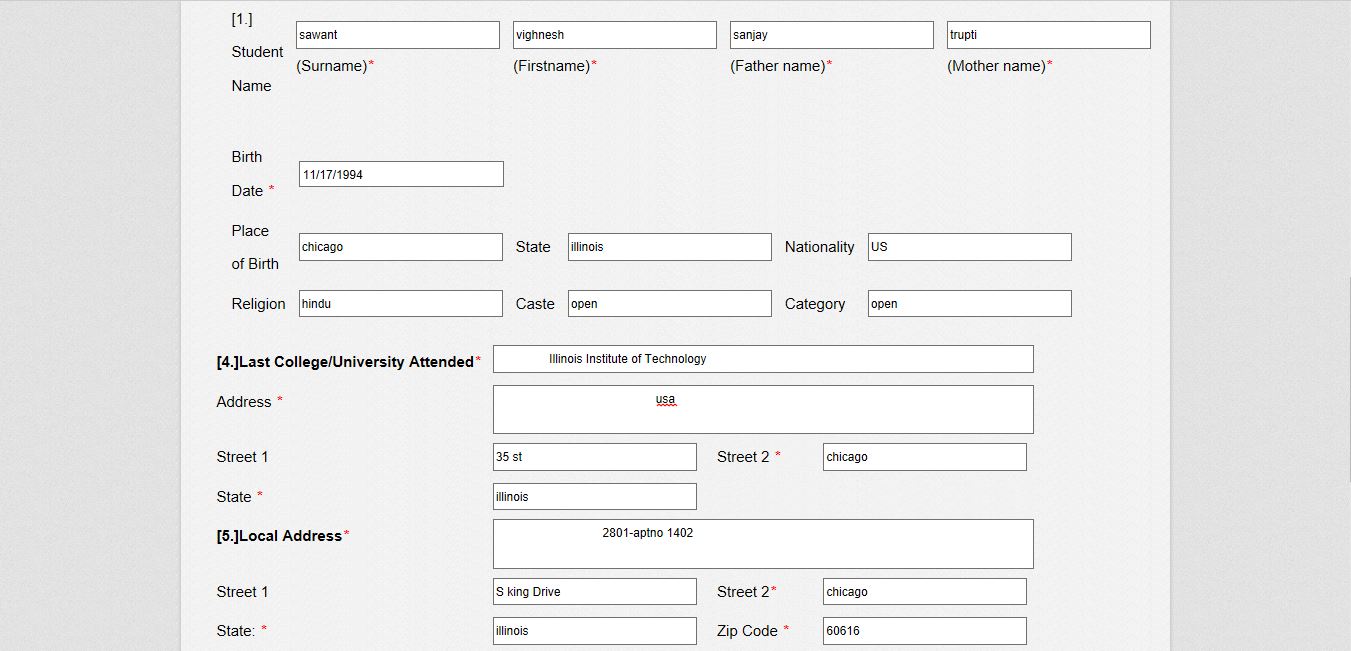 [1.]
Student
Name
sawant vighnesh sanjay trupti
(Surname)* (Firstname)* (Father name)* (Mother name)*
Birth
Date *
11/17/1994
Place
of Birth
chicago State illinois Nationality US
Religion hindu Caste open Category open
[4.]Last College/University Attended* Illinois Institute of Technology
Address * usa
Street 1 35 st Street 2 * chicago
State * illinois
[5.]Local Address* 2801-aptno 1402
Street 1 S king Drive Street 2* chicago
State: * illinois Zip Code * 60616